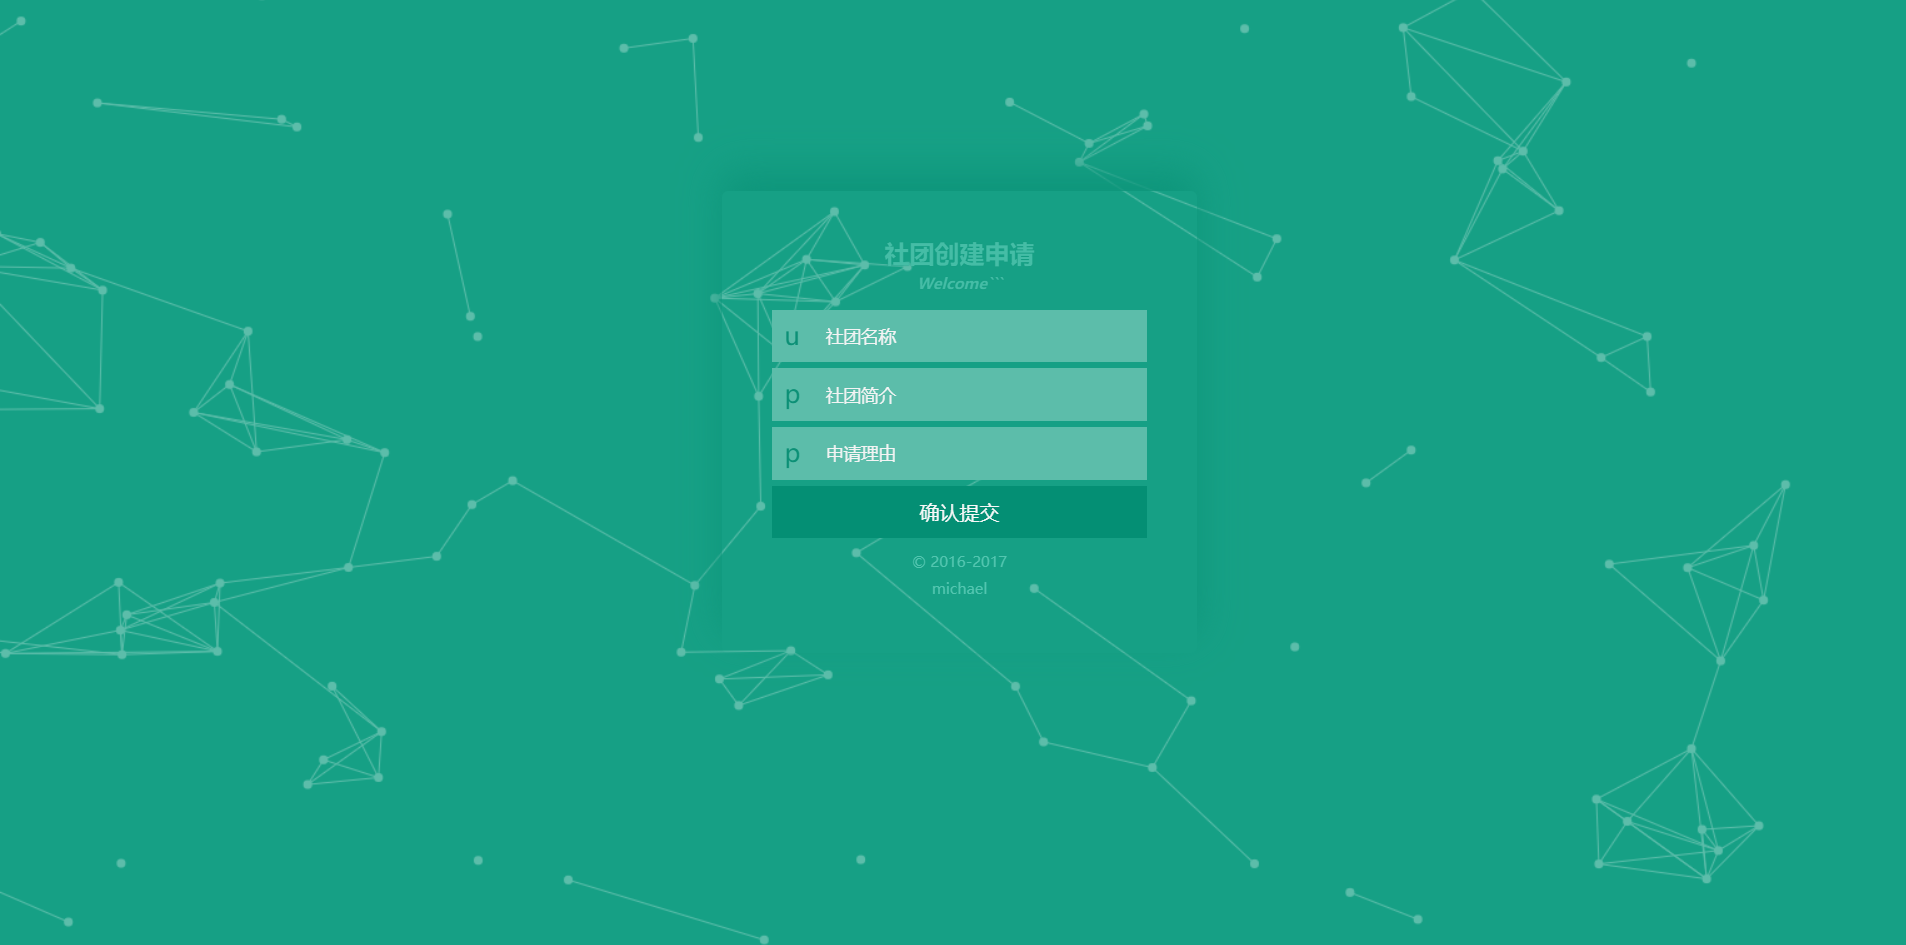 社团创建申请
Welcome```
u 社团名称
p 社团简介
p 申请理由
确认提交
© 2016-2017
michael